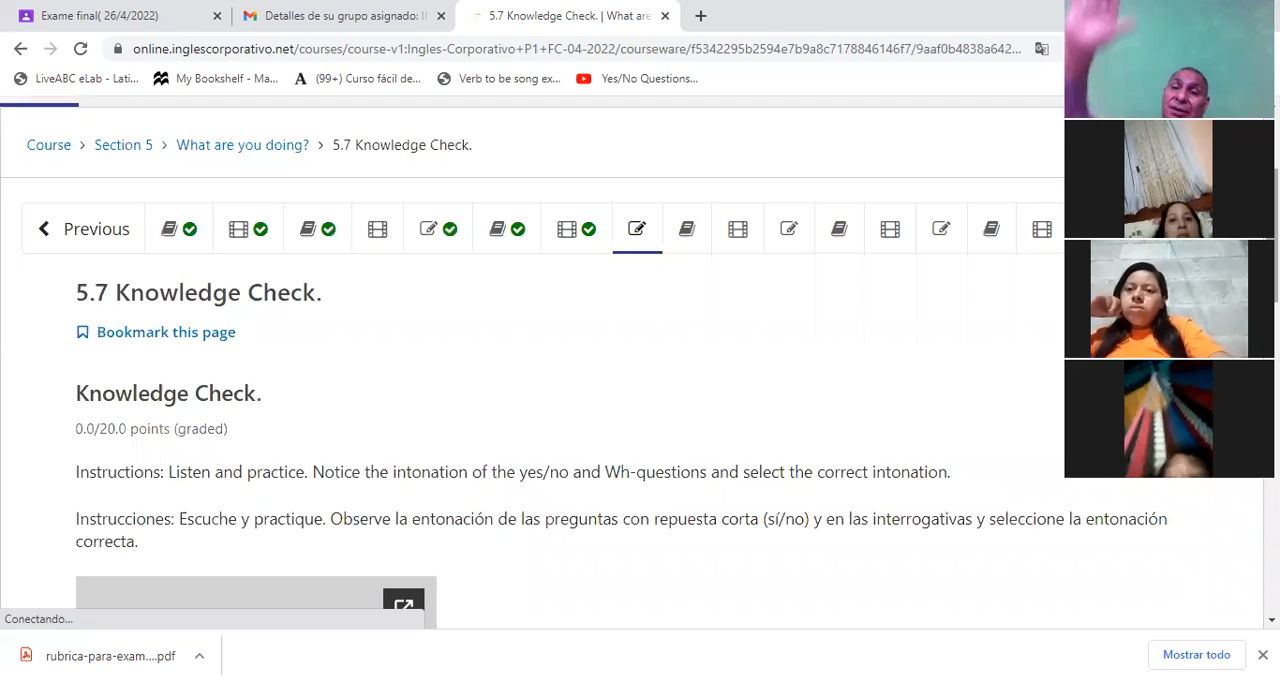 Exame final( 26/4/2022)
Detalles de su grupo asignado: I
5.7 Knowledge Check. | What are
online.inglescorporativo.net/courses/course-v1:Ingles-Corporativo+P1+FC-04-2022/courseware/f5342295b2594e7b9a8c7178846146f7/9aaf0b4838a642...
LiveABC eLab - Lati...
My Bookshelf - Ma...
(99+) Curso fácil de...
Verb to be song ex...
Yes/No Questions...
Course > Section 5 > What are you doing? > 5.7 Knowledge Check.
Previous
5.7 Knowledge Check.
Bookmark this page
Knowledge Check.
0.0/20.0 points (graded)
Instructions: Listen and practice. Notice the intonation of the yes/no and Wh-questions and select the correct intonation.
Instrucciones: Escuche y practique. Observe la entonación de las preguntas con repuesta corta (sí/no) y en las interrogativas y seleccione la entonación
correcta.
Conectando...
rubrica-para-exam....pdf
Mostrar todo